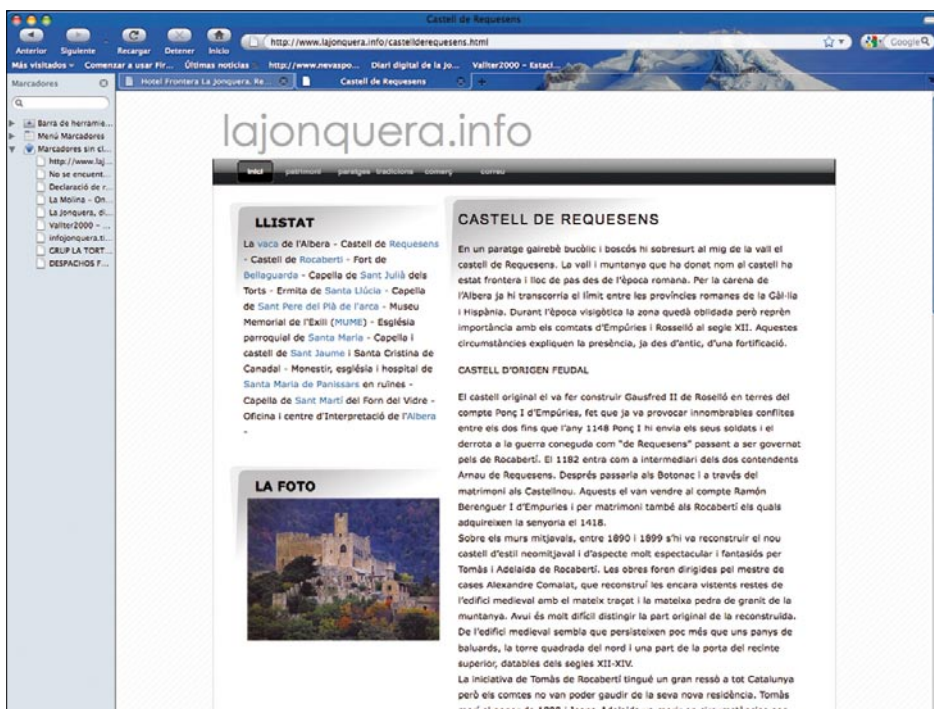 Castell de Requesens
Anterior Siguiente Recargar Detener Inicio
http://www.lajonquera.info/castellderequesens.html
Google
Más visitados Comenzar a usar Fir... Últimas noticias http://www.nevaspo... Diari digital de la Jo... Vallter2000 - Estaci...
Marcadores
Hotel Frontera La Jonquera. Re... Castell de Requesens
Barra de herramie...
Menú Marcadores
Marcadores sin cl...
http://www.laj...
No se encuent...
Declaració de r...
La Molina - On...
La Jonquera, di...
Vallter2000 - ...
infojonquera.ti...
GRUP LA TORT...
DESPACHOS F...
lajonquera.info
inici patrimoni paratges tradicions comerç correu
LLISTAT
La vaca de l'Albera - Castell de Requesens
- Castell de Rocabertí - Fort de
Bellaguarda - Capella de Sant Julià dels
Torts - Ermita de Santa Llúcia - Capella
de Sant Pere del Plà de l'arca - Museu
Memorial de l'Exili (MUME) - Església
parroquial de Santa Maria - Capella i
castell de Sant Jaume i Santa Cristina de
Canadal - Monestir, església i hospital de
Santa Maria de Panissars en ruïnes -
Capella de Sant Martí del Forn del Vidre -
Oficina i centre d'Interpretació de l'Albera
-
LA FOTO
CASTELL DE REQUESENS
En un paratge gairebè bucòlic i boscós hi sobresurt al mig de la vall el
castell de Requesens. La vall i muntanya que ha donat nom al castell ha
estat frontera i lloc de pas des de l'època romana. Per la carena de
l'Albera ja hi transcorria el límit entre les províncies romanes de la Gàl·lia
i Hispània. Durant l'època visigòtica la zona quedà oblidada però reprèn
importància amb els comtats d'Empúries i Rosselló al segle XII. Aquestes
circumstàncies expliquen la presència, ja des d'antic, d'una fortificació.
CASTELL D'ORIGEN FEUDAL
El castell original el va fer construir Gausfred II de Roselló en terres del
compte Ponç I d'Empúries, fet que ja va provocar innombrables conflites
entre els dos fins que l'any 1148 Ponç I hi envia els seus soldats i el
derrota a la guerra coneguda com "de Requesens" passant a ser governat
pels de Rocabertí. El 1182 entra com a intermediari dels dos contendents
Arnau de Requesens. Després passaria als Botonac i a través del
matrimoni als Castellnou. Aquests el van vendre al compte Ramón
Berenguer I d'Empuries i per matrimoni també als Rocabertí els quals
adquireixen la senyoria el 1418.
Sobre els murs mitjavals, entre 1890 i 1899 s'hi va reconstruir el nou
castell d'estil neomitjaval i d'aspecte molt espectacular i fantasiós per
Tomàs i Adelaida de Rocabertí. Les obres foren dirigides pel mestre de
cases Alexandre Comalat, que reconstruí les encara vistents restes de
l'edifici medieval amb el mateix traçat i la mateixa pedra de granit de la
muntanya. Avui és molt difícil distingir la part original de la reconstruida.
De l'edifici medieval sembla que persisteixen poc més que uns panys de
baluards, la torre quadrada del nord i una part de la porta del recinte
superior, datables dels segles XII-XIV.
La iniciativa de Tomàs de Rocabertí tingué un gran ressò a tot Catalunya
però els comtes no van poder gaudir de la seva nova residència. Tomàs